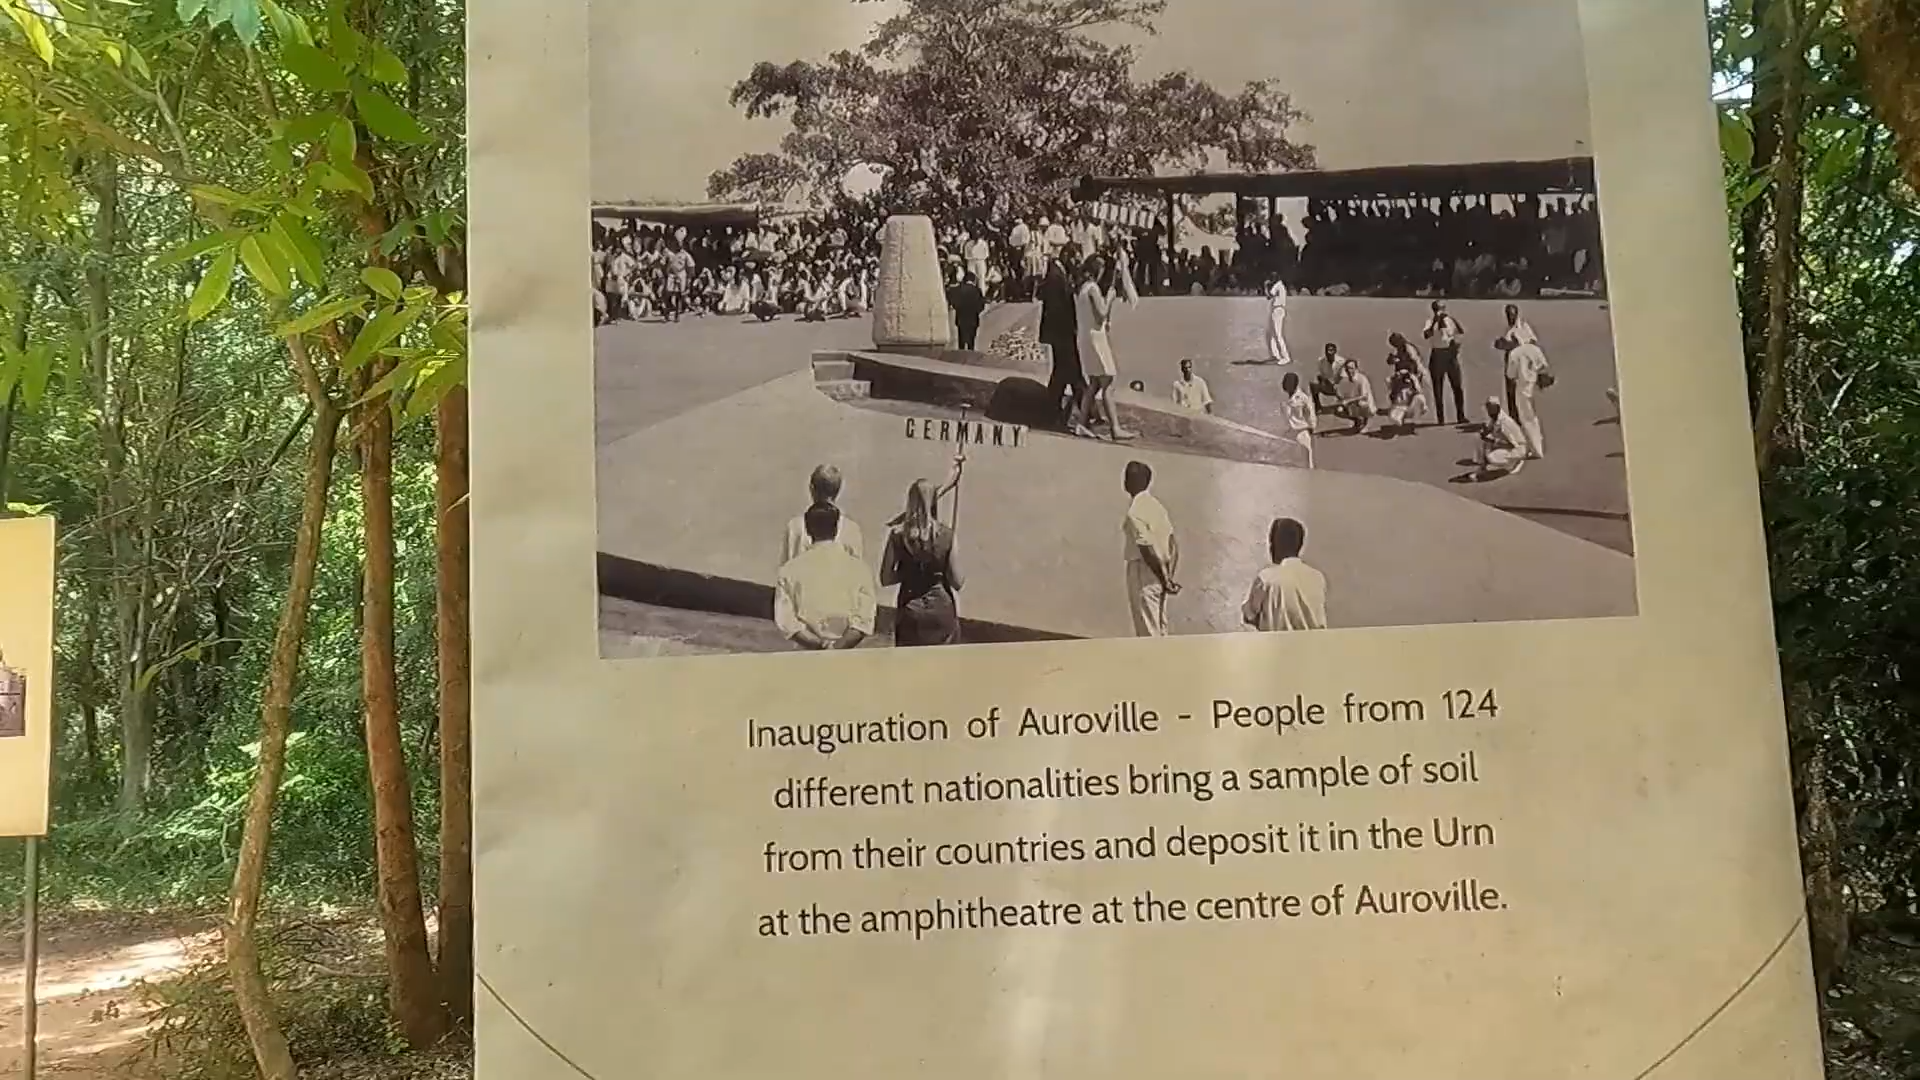 GERMANY
Inauguration of Auroville - People from 124
different nationalities bring a sample of soil
from their countries and deposit it in the Urn
at the amphitheatre at the centre of Auroville.